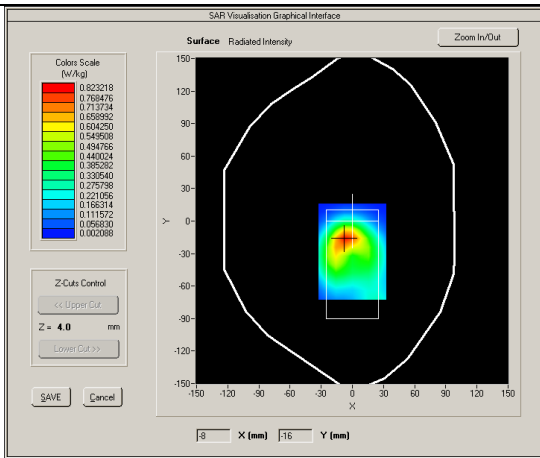 SAR Visualisation Graphical Interface
Surface Radiated Intensity
Zoom In/Out
Colors Scale
(W/kg)
0.823218
0.768476
0.713734
0.658992
0.604250
0.549508
0.494766
0.440024
0.385282
0.330540
0.275798
0.221056
0.166314
0.111572
0.056830
0.002088
Z-Cuts Control
<< Upper Cut
Z = 4.0 mm
Lower Cut >>
SAVE
Cancel
150-
120-
90-
60-
30-
0-
-30-
-60-
-90-
-120-
-150-
Y
-150 -120 -90 -60 -30 0 30 60 90 120 150
X
-8 X (mm) -16 Y (mm)